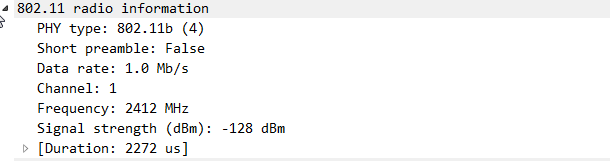 802.11 radio information
PHY type: 802.11b (4)
Short preamble: False
Data rate: 1.0 Mb/s
Channel: 1
Frequency: 2412 MHz
Signal strength (dBm): -128 dBm
[Duration: 2272 us]